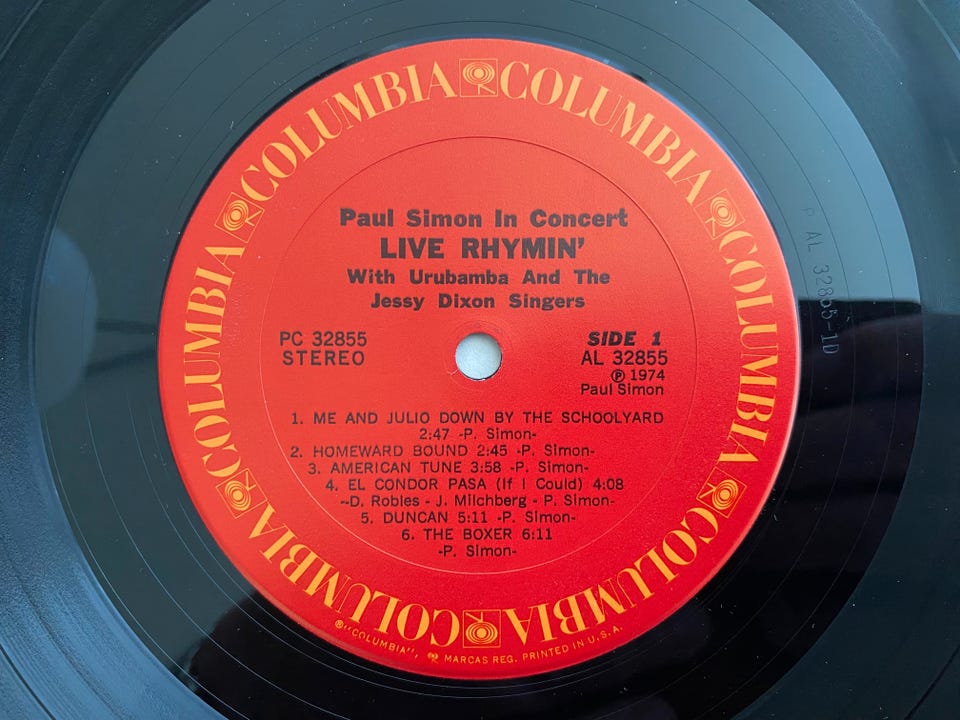 COLUMBIA COLUMBIA COLUMBIA COLUMBIA COLUMBIA COLUMBIA COLUMBIA COLUMBIA
Paul Simon In Concert
LIVE RHYMIN'
With Urubamba And The
Jessy Dixon Singers
PC 32855
STEREO
SIDE 1
AL 32855
Ⓟ 1974
Paul Simon
1. ME AND JULIO DOWN BY THE SCHOOLYARD
2:47 -P. Simon-
2. HOMEWARD BOUND 2:45 -P. Simon-
3. AMERICAN TUNE 3:58 -P. Simon-
4. EL CONDOR PASA (If I Could) 4:08
--D. Robles - J. Milchberg - P. Simon-
5. DUNCAN 5:11 -P. Simon-
6. THE BOXER 6:11
-P. Simon-
®"COLUMBIA", MARCAS REG. PRINTED IN U.S.A.
P AL 32855-1D